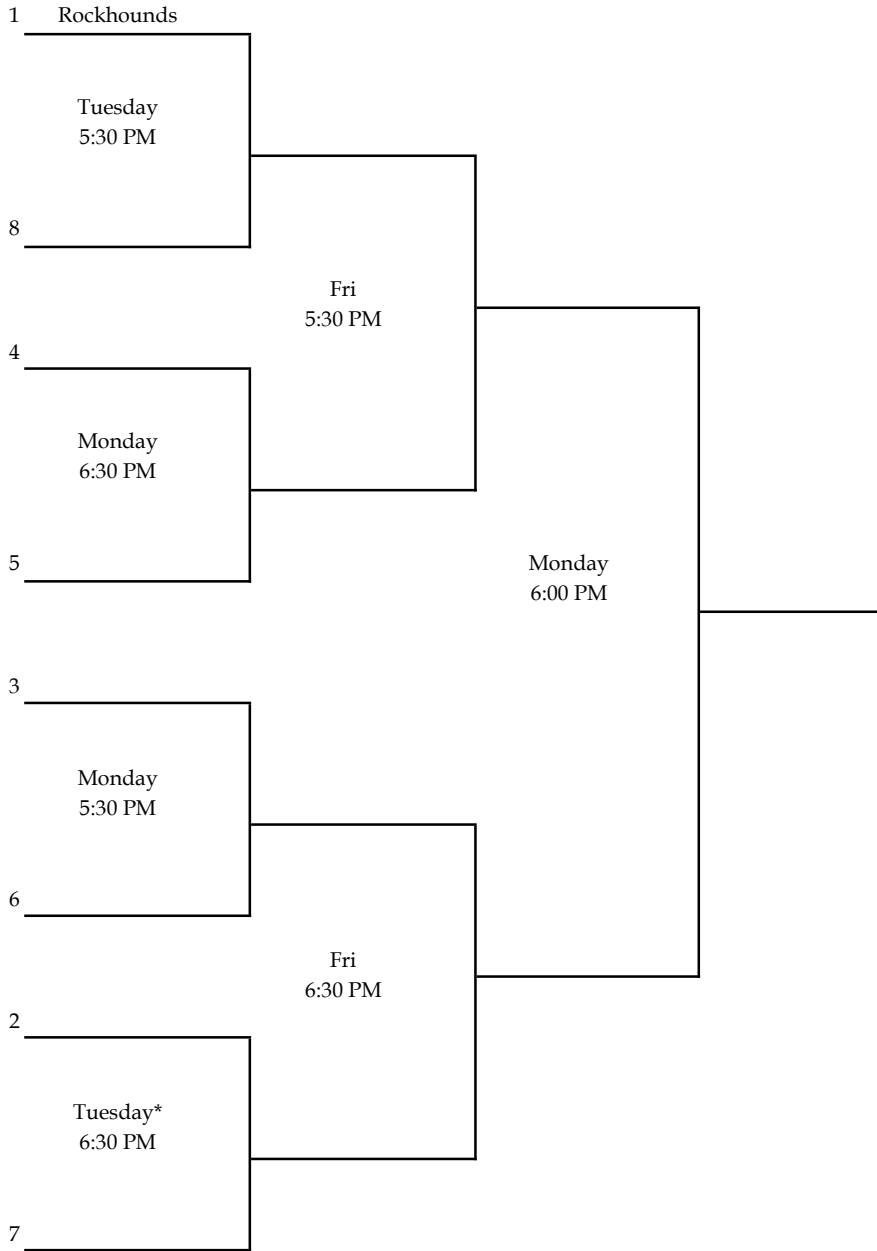 1 Rockhounds
Tuesday
5:30 PM
8
Fri
5:30 PM
4
Monday
6:30 PM
5
Monday
6:00 PM
3
Monday
5:30 PM
6
Fri
6:30 PM
2
Tuesday*
6:30 PM
7